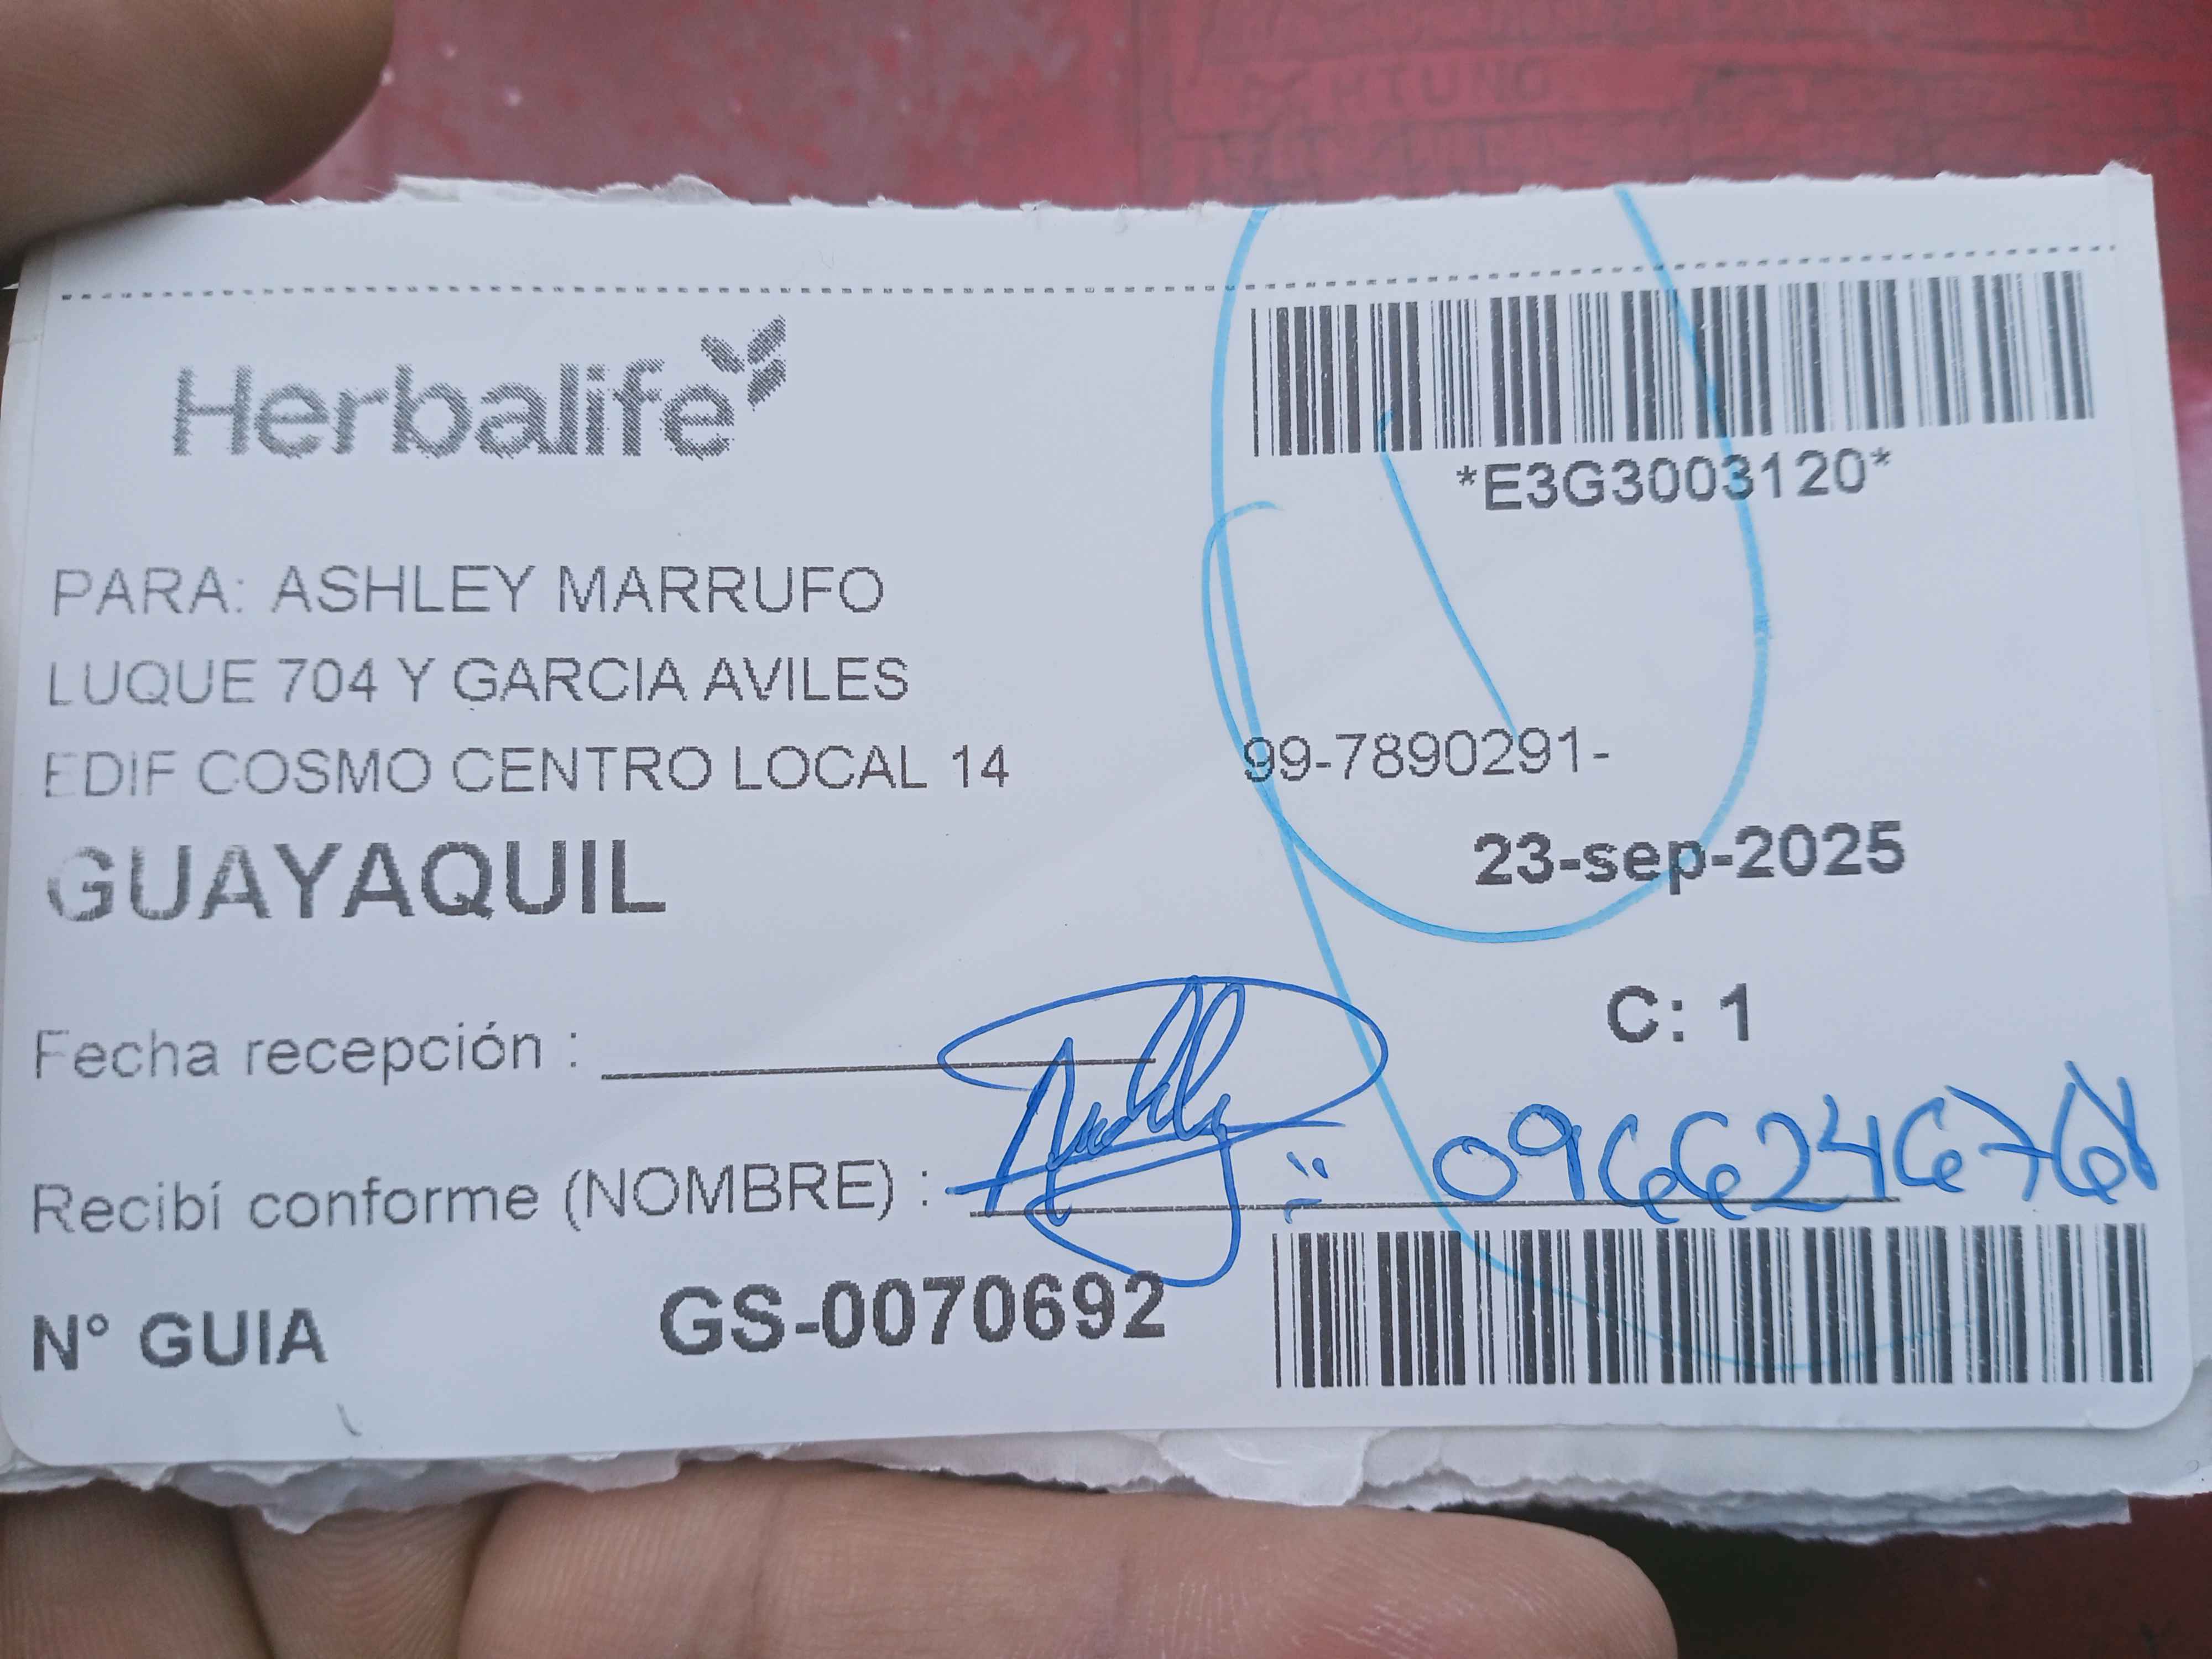 Herbalife
*E3G3003120*
PARA: ASHLEY MARRUFO
LUQUE 704 Y GARCIA AVILES
EDIF COSMO CENTRO LOCAL 14
99-7890291-
GUAYAQUIL
23-sep-2025
C: 1
Fecha recepción :
Recibí conforme (NOMBRE) :
N° GUIA GS-0070692